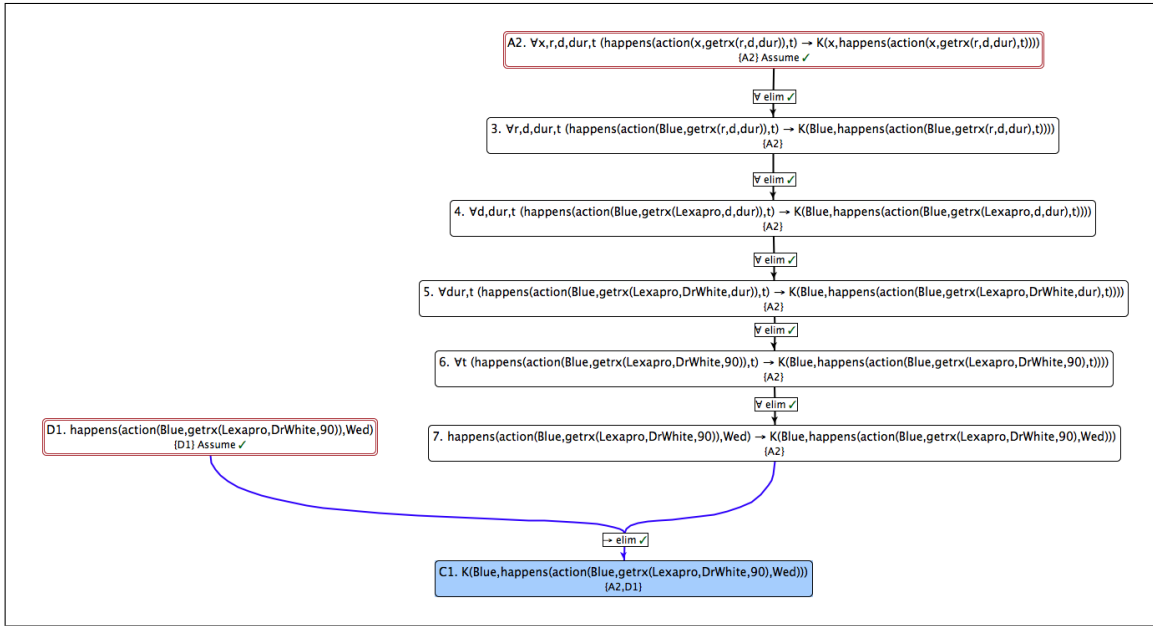 A2. ∀x,r,d,dur,t (happens(action(x,getrx(r,d,dur)),t) → K(x,happens(action(x,getrx(r,d,dur),t))))
{A2} Assume ✓
∀ elim ✓
3. ∀r,d,dur,t (happens(action(Blue,getrx(r,d,dur)),t) → K(Blue,happens(action(Blue,getrx(r,d,dur),t))))
{A2}
∀ elim ✓
4. ∀d,dur,t (happens(action(Blue,getrx(Lexapro,d,dur)),t) → K(Blue,happens(action(Blue,getrx(Lexapro,d,dur),t))))
{A2}
∀ elim ✓
5. ∀dur,t (happens(action(Blue,getrx(Lexapro,DrWhite,dur)),t) → K(Blue,happens(action(Blue,getrx(Lexapro,DrWhite,dur),t))))
{A2}
∀ elim ✓
6. ∀t (happens(action(Blue,getrx(Lexapro,DrWhite,90)),t) → K(Blue,happens(action(Blue,getrx(Lexapro,DrWhite,90),t))))
{A2}
∀ elim ✓
D1. happens(action(Blue,getrx(Lexapro,DrWhite,90)),Wed)
{D1} Assume ✓
7. happens(action(Blue,getrx(Lexapro,DrWhite,90)),Wed) → K(Blue,happens(action(Blue,getrx(Lexapro,DrWhite,90),Wed)))
{A2}
→ elim ✓
C1. K(Blue,happens(action(Blue,getrx(Lexapro,DrWhite,90),Wed)))
{A2,D1}